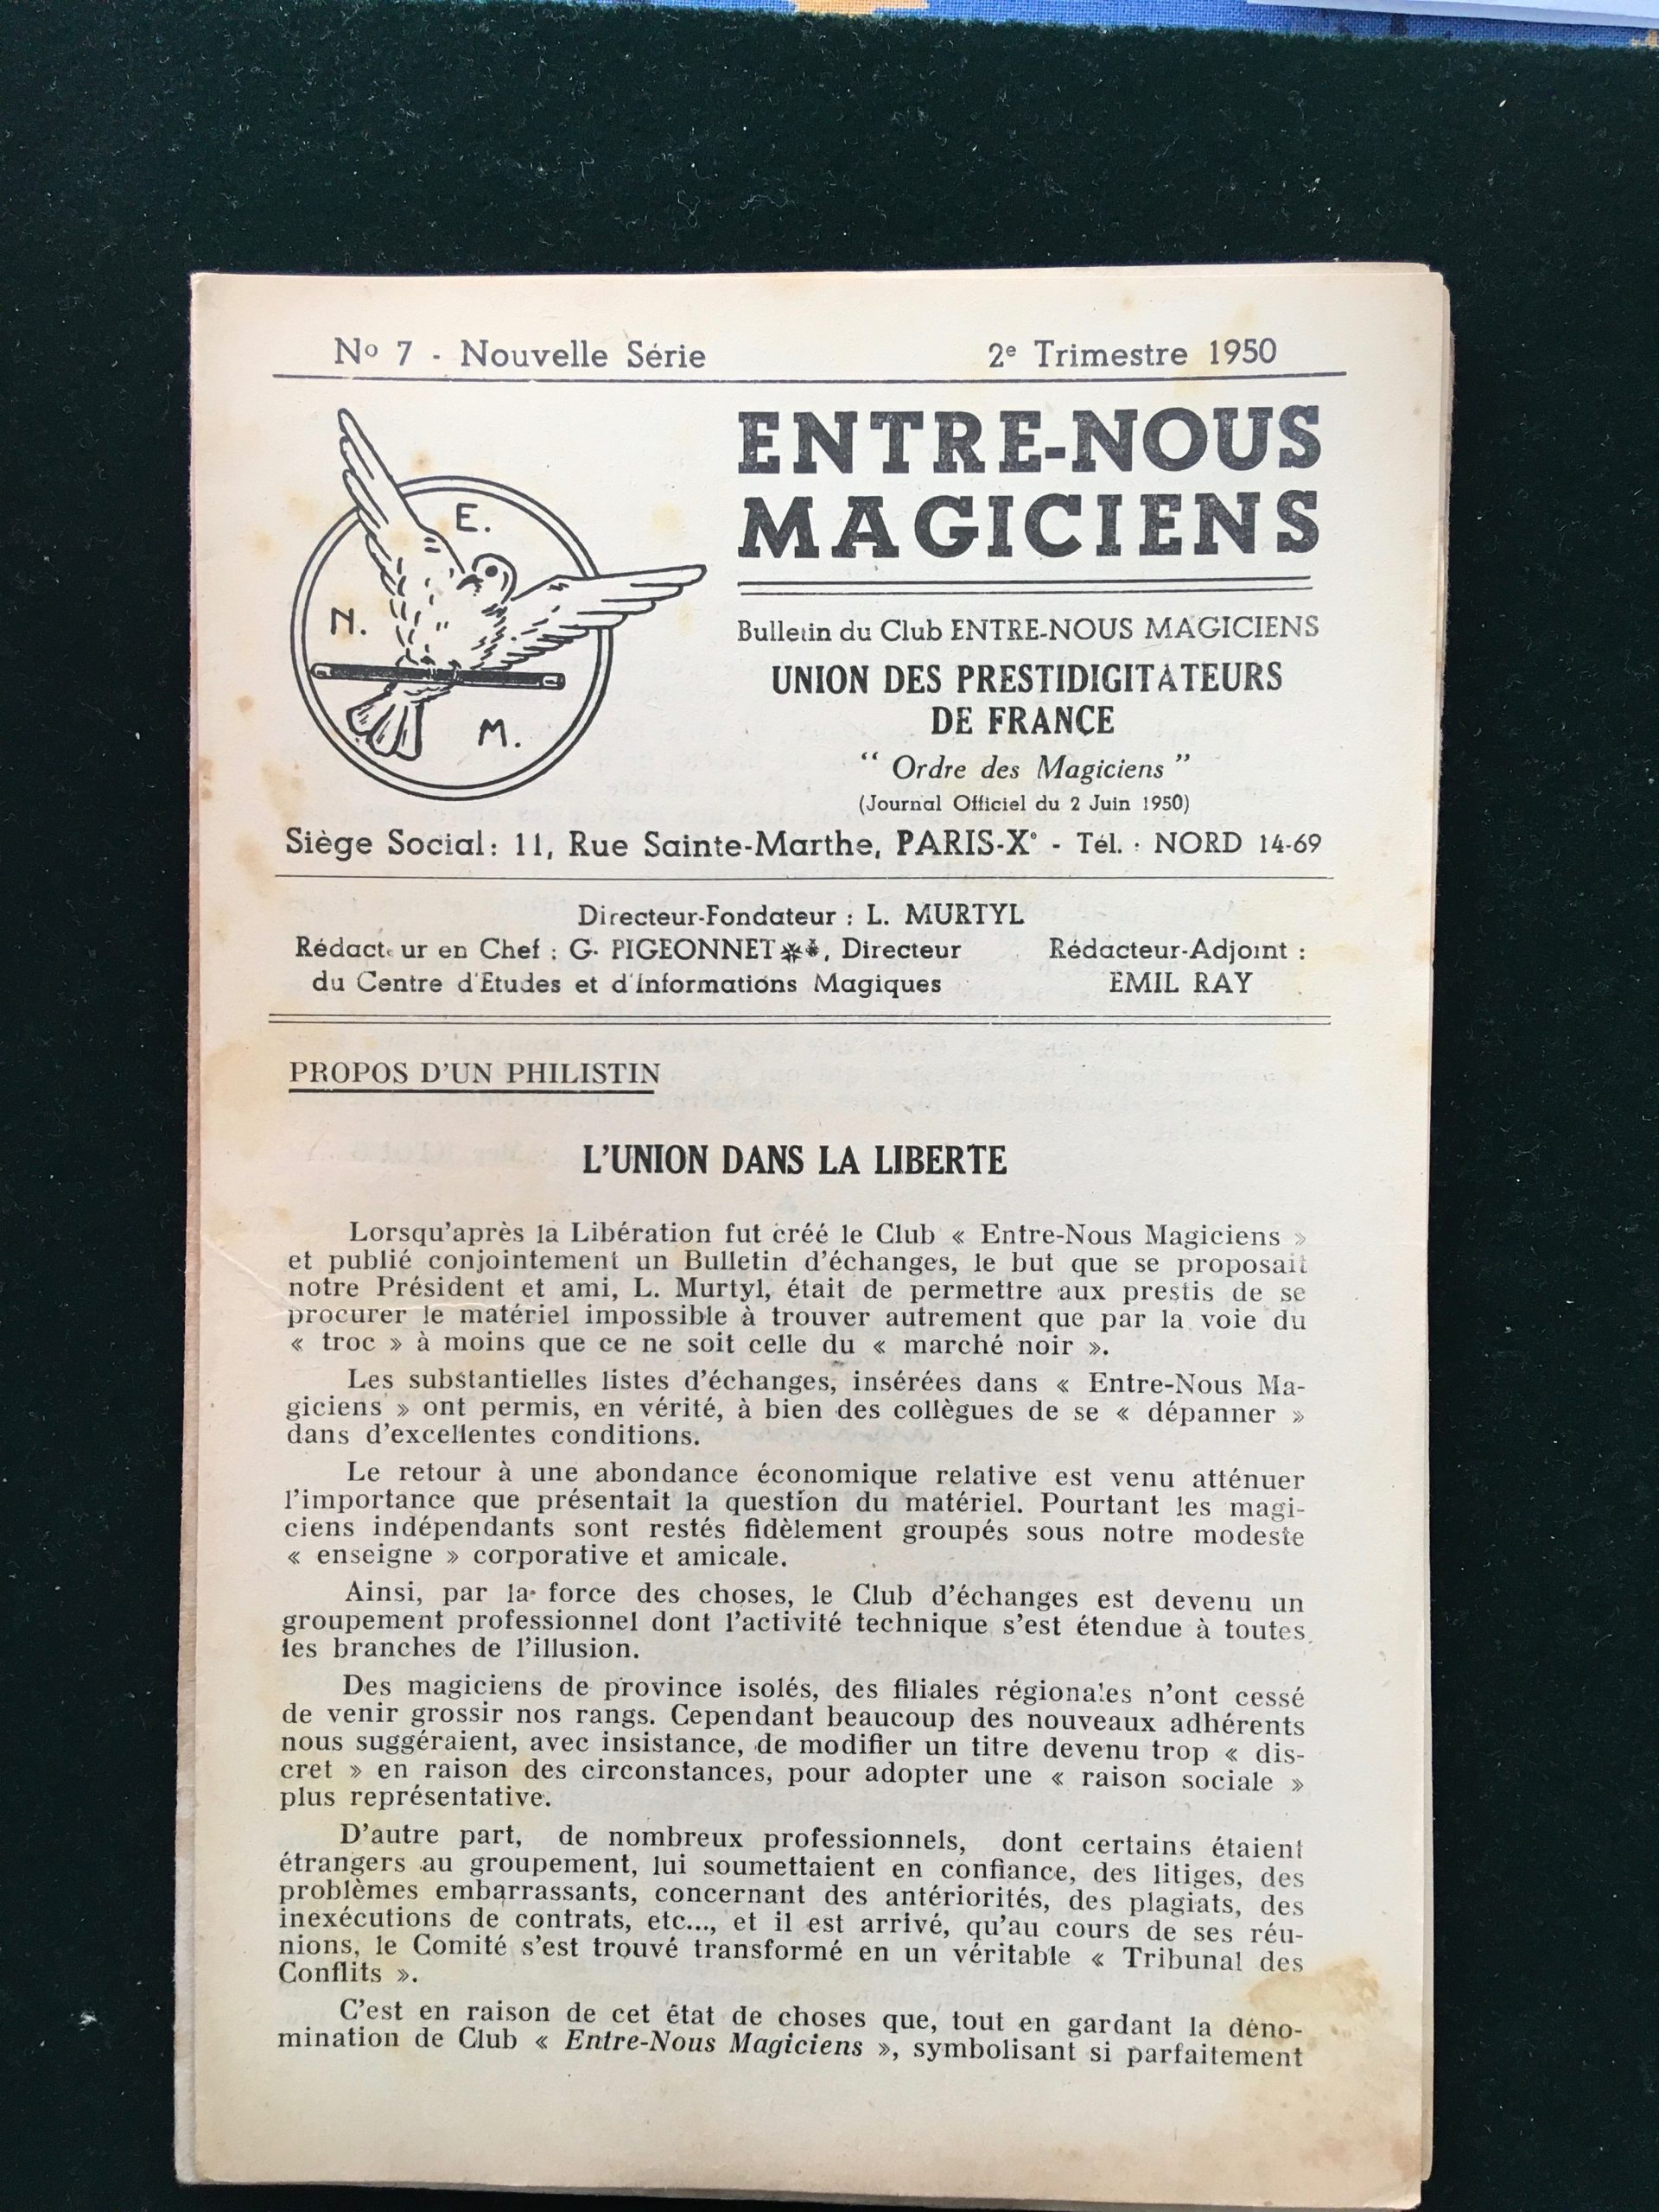 Nº 7 - Nouvelle Série
2e Trimestre 1950
E.
N.
M.
ENTRE-NOUS
MAGICIENS
Bulletin du Club ENTRE-NOUS MAGICIENS
UNION DES PRESTIDIGITATEURS
DE FRANCE
“ Ordre des Magiciens ”
(Journal Officiel du 2 Juin 1950)
Siège Social : 11, Rue Sainte-Marthe, PARIS-Xe - Tél. : NORD 14-69
Directeur-Fondateur : L. MURTYL
Rédacteur en Chef : G. PIGEONNET, Directeur
du Centre d'Etudes et d'Informations Magiques
Rédacteur-Adjoint :
EMIL RAY
PROPOS D'UN PHILISTIN
L'UNION DANS LA LIBERTE
Lorsqu'après la Libération fut créé le Club « Entre-Nous Magiciens »
et publié conjointement un Bulletin d'échanges, le but que se proposait
notre Président et ami, L. Murtyl, était de permettre aux prestis de se
procurer le matériel impossible à trouver autrement que par la voie du
« troc » à moins que ce ne soit celle du « marché noir ».
Les substantielles listes d'échanges, insérées dans « Entre-Nous Ma-
giciens » ont permis, en vérité, à bien des collègues de se « dépanner »
dans d'excellentes conditions.
Le retour à une abondance économique relative est venu atténuer
l'importance que présentait la question du matériel. Pourtant les magi-
ciens indépendants sont restés fidèlement groupés sous notre modeste
« enseigne » corporative et amicale.
Ainsi, par la force des choses, le Club d'échanges est devenu un
groupement professionnel dont l'activité technique s'est étendue à toutes
les branches de l'illusion.
Des magiciens de province isolés, des filiales régionales n'ont cessé
de venir grossir nos rangs. Cependant beaucoup des nouveaux adhérents
nous suggéraient, avec insistance, de modifier un titre devenu trop « dis-
cret » en raison des circonstances, pour adopter une « raison sociale »
plus représentative.
D'autre part, de nombreux professionnels, dont certains étaient
étrangers au groupement, lui soumettaient en confiance, des litiges, des
problèmes embarrassants, concernant des antériorités, des plagiats, des
inexécutions de contrats, etc..., et il est arrivé, qu'au cours de ses réu-
nions, le Comité s'est trouvé transformé en un véritable « Tribunal des
Conflits ».
C'est en raison de cet état de choses que, tout en gardant la déno-
mination de Club « Entre-Nous Magiciens », symbolisant si parfaitement